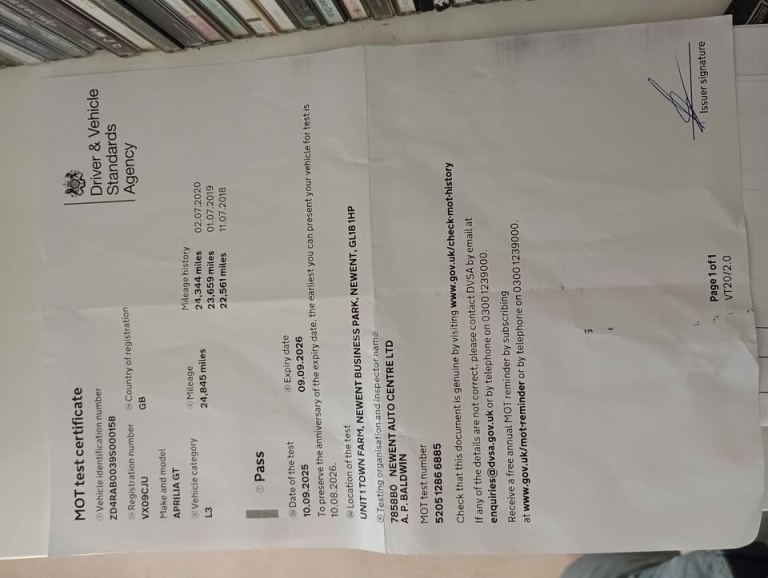 Driver & Vehicle
Standards
Agency
MOT test certificate
Vehicle identification number
ZD4RAB0039S000158
Registration number
VX09CJU
Country of registration
GB
Make and model
APRILIA GT
Vehicle category
L3
Mileage
24,845 miles
Mileage history
24,344 miles 02.07.2020
23,659 miles 01.07.2019
22,561 miles 11.07.2018
Pass
Date of the test
10.09.2025
Expiry date
09.09.2026
To preserve the anniversary of the expiry date, the earliest you can present your vehicle for test is
10.08.2026.
Location of the test
UNIT 1 TOWN FARM, NEWENT BUSINESS PARK, NEWENT, GL18 1HP
Testing organisation and inspector name
785890 NEWENT AUTO CENTRE LTD
A. P. BALDWIN
MOT test number
5205 1286 6885
Check that this document is genuine by visiting www.gov.uk/check-mot-history
If any of the details are not correct, please contact DVSA by email at
enquiries@dvsa.gov.uk or by telephone on 0300 1239000.
Receive a free annual MOT reminder by subscribing
at www.gov.uk/mot-reminder or by telephone on 0300 1239000.
Issuer signature
Page 1 of 1
VT20/2.0